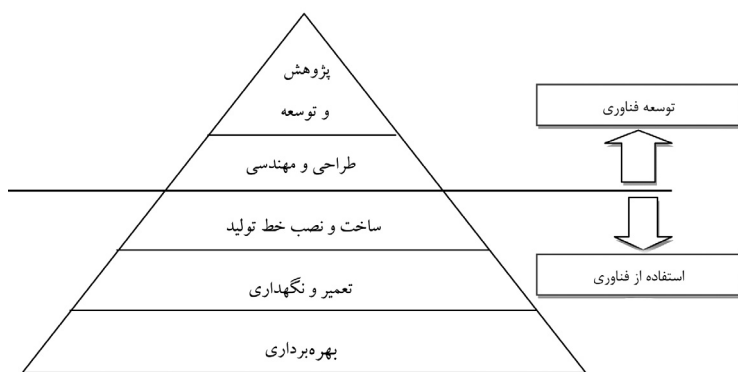 پژوهش
و توسعه
توسعه فناوری
طراحی و مهندسی
ساخت و نصب خط تولید
استفاده از فناوری
تعمیر و نگهداری
بهره‌برداری